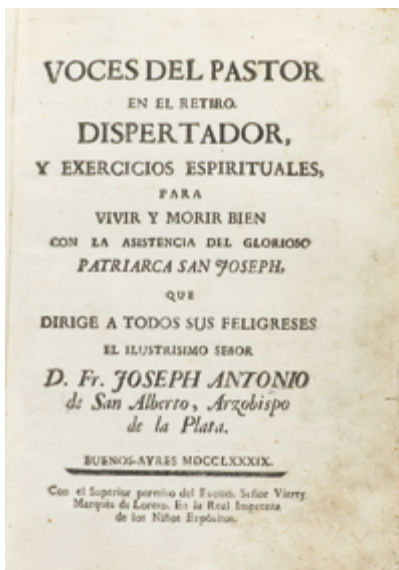 VOCES DEL PASTOR
EN EL RETIRO.
DISPERTADOR,
Y EXERCICIOS ESPIRITUALES,
PARA
VIVIR Y MORIR BIEN
CON LA ASISTENCIA DEL GLORIOSO
PATRIARCA SAN JOSEPH,
QUE
DIRIGE A TODOS SUS FELIGRESES
EL ILUSTRISIMO SEñOR
D. Fr. JOSEPH ANTONIO
de San Alberto, Arzobispo
de la Plata.
BUENOS-AYRES MDCCLXXXIX.
Con el Superior permiso del Excmo. Señor Virrey
Marqués de Loreto. En la Real Imprenta
de los Niños Expósitos.